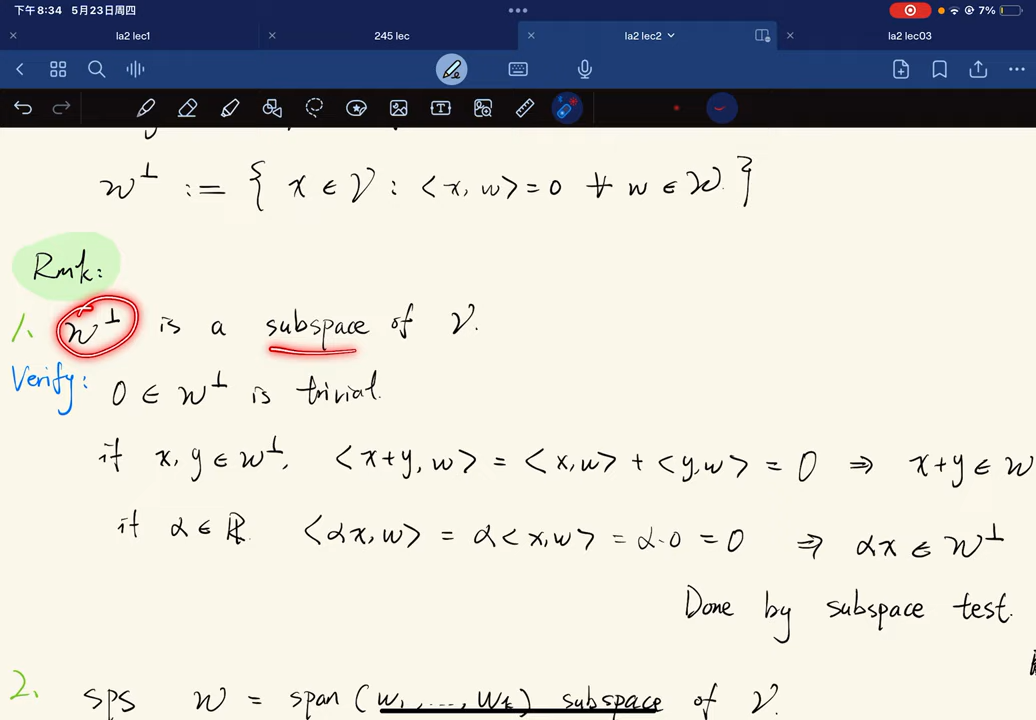 下午8:34 5月23日周四
7%
la2 lec1
245 lec
la2 lec2
la2 lec03
W⊥ := { x ∈ V : <x, w> = 0 ∀ w ∈ W. }
Rmk:
1. W⊥ is a subspace of V.
Verify: 0 ∈ W⊥ is trivial.
if x, y ∈ W⊥, <x+y, w> = <x,w> + <y,w> = 0 ⇒ x+y ∈ W
if α ∈ ℝ. <αx, w> = α<x, w> = α·0 = 0 ⇒ αx ∈ W⊥
Done by subspace test.
2. sps W = span (w1, ..., wk) subspace of V.